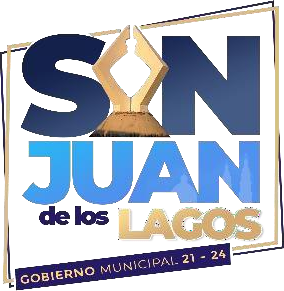 SAN
JUAN
de los LAGOS
GOBIERNO MUNICIPAL 21 - 24